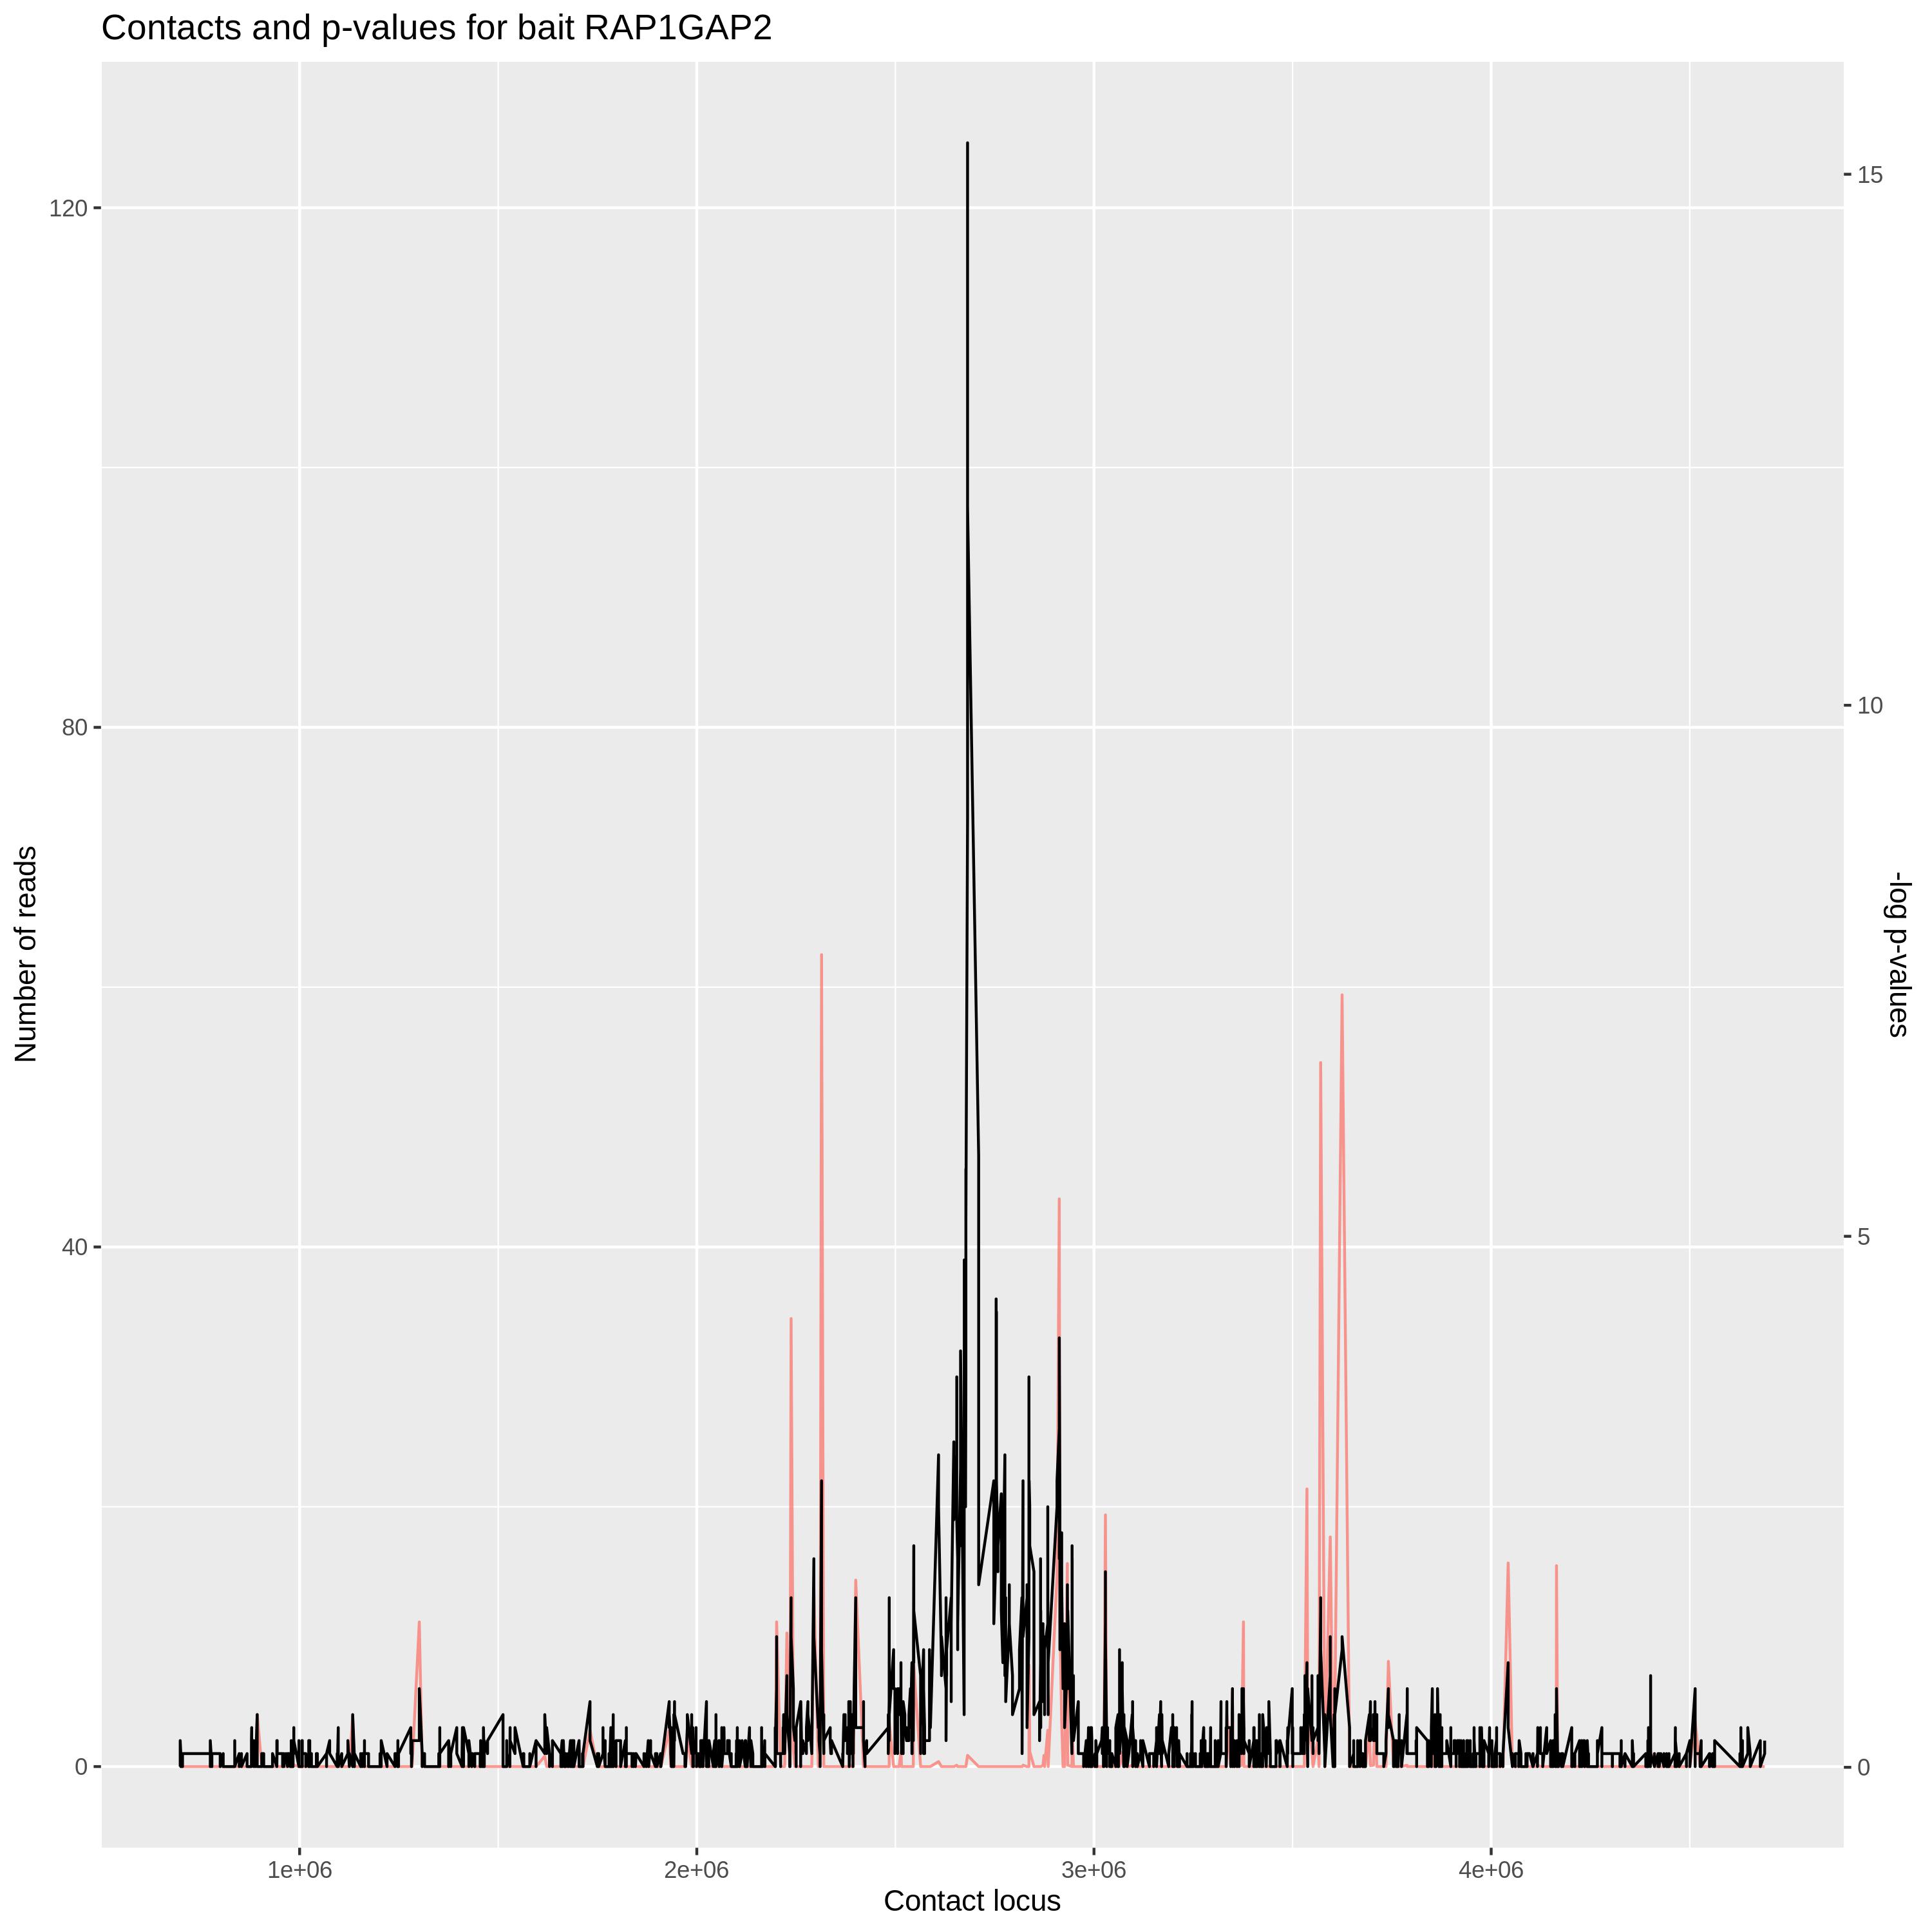 Contacts and p-values for bait RAP1GAP2
120
80
40
0
Number of reads
15
10
5
0
-log p-values
1e+06
2e+06
3e+06
4e+06
Contact locus